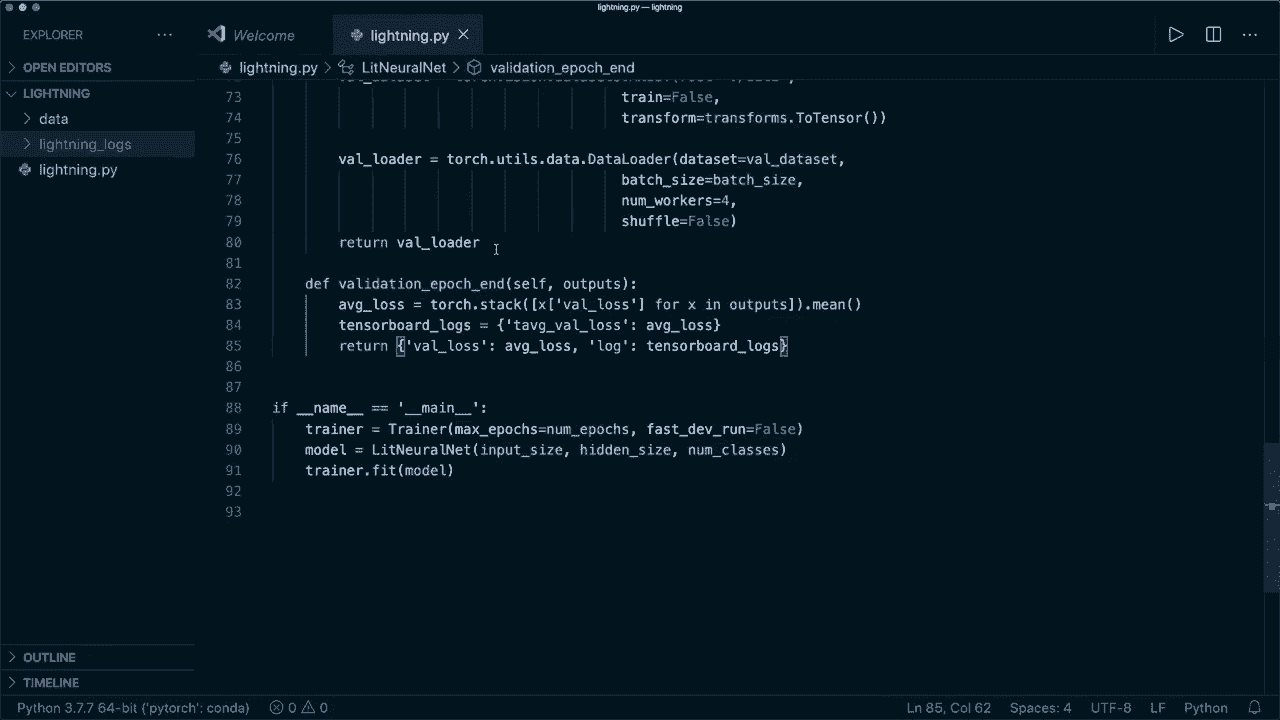 lightning.py — lightning
EXPLORER
Welcome
lightning.py
OPEN EDITORS
lightning.py > LitNeuralNet > validation_epoch_end
LIGHTNING
data
lightning_logs
lightning.py
73 train=False,
74 transform=transforms.ToTensor())
75
76 val_loader = torch.utils.data.DataLoader(dataset=val_dataset,
77 batch_size=batch_size,
78 num_workers=4,
79 shuffle=False)
80 return val_loader
81
82 def validation_epoch_end(self, outputs):
83 avg_loss = torch.stack([x['val_loss'] for x in outputs]).mean()
84 tensorboard_logs = {'tavg_val_loss': avg_loss}
85 return {'val_loss': avg_loss, 'log': tensorboard_logs}
86
87
88 if __name__ == '__main__':
89 trainer = Trainer(max_epochs=num_epochs, fast_dev_run=False)
90 model = LitNeuralNet(input_size, hidden_size, num_classes)
91 trainer.fit(model)
92
93
OUTLINE
TIMELINE
Python 3.7.7 64-bit ('pytorch': conda) 0 0 Ln 85, Col 62 Spaces: 4 UTF-8 LF Python